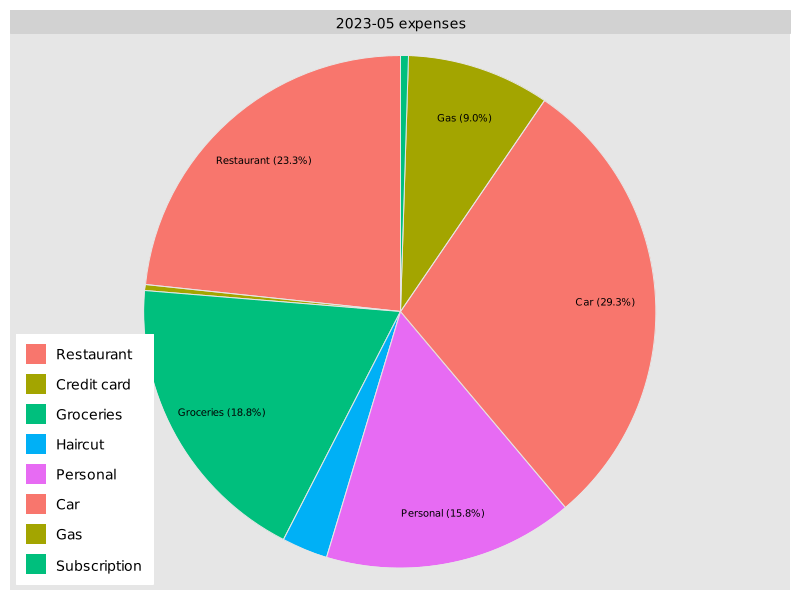 2023-05 expenses
Gas (9.0%)
Restaurant (23.3%)
Car (29.3%)
Groceries (18.8%)
Personal (15.8%)
Restaurant
Credit card
Groceries
Haircut
Personal
Car
Gas
Subscription